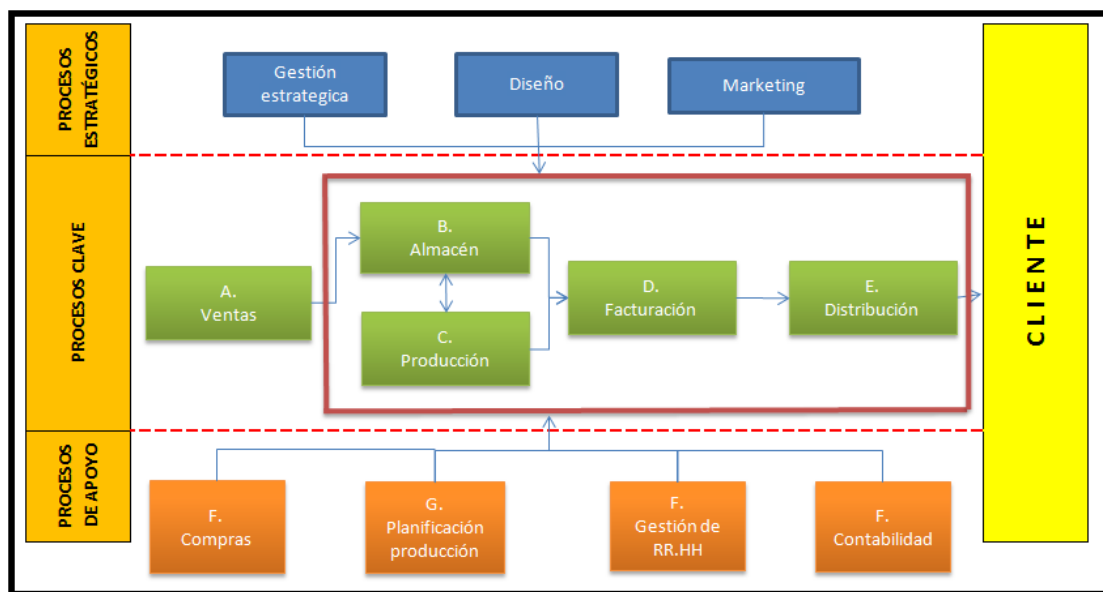 PROCESOS
ESTRATÉGICOS
Gestión
estrategica
Diseño
Marketing
PROCESOS CLAVE
A.
Ventas
B.
Almacén
C.
Producción
D.
Facturación
E.
Distribución
CLIENTE
PROCESOS
DE APOYO
F.
Compras
G.
Planificación
producción
F.
Gestión de
RR.HH
F.
Contabilidad